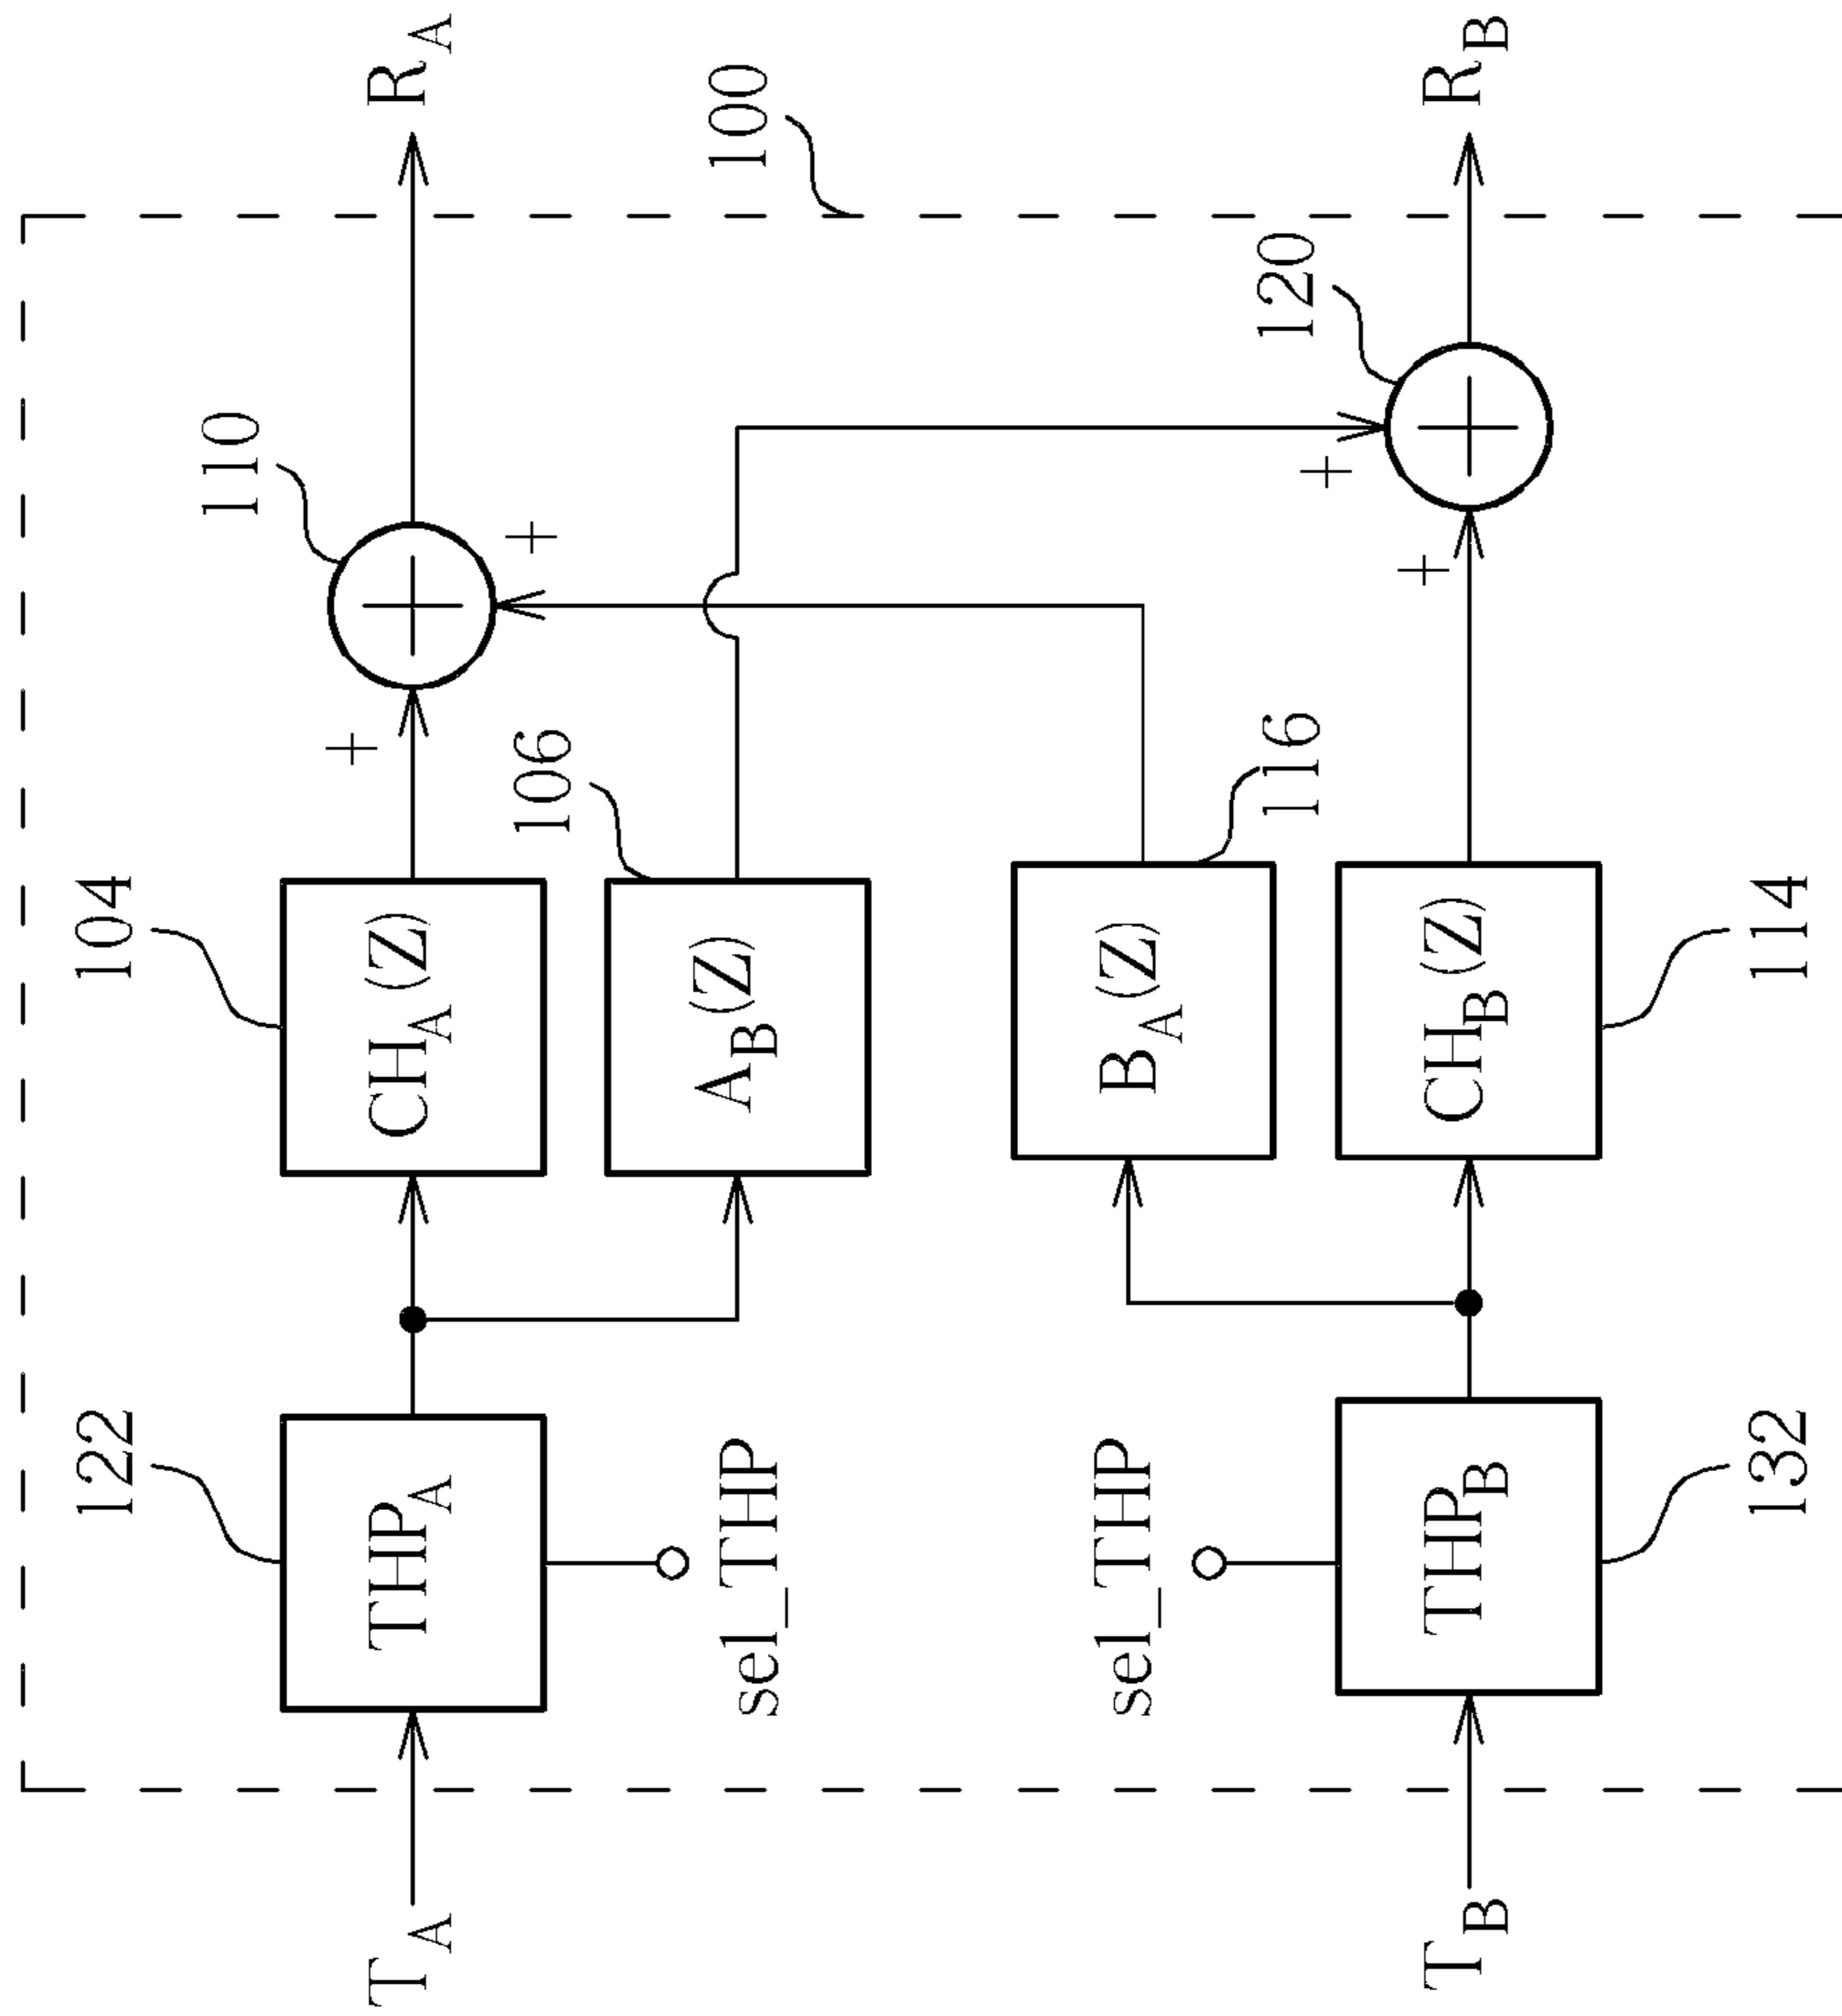 T_A
122
THP_A
sel_THP
104
CH_A(Z)
106
A_B(Z)
110
+
+
R_A
100
T_B
sel_THP
THP_B
132
B_A(Z)
116
CH_B(Z)
114
+
+
120
R_B